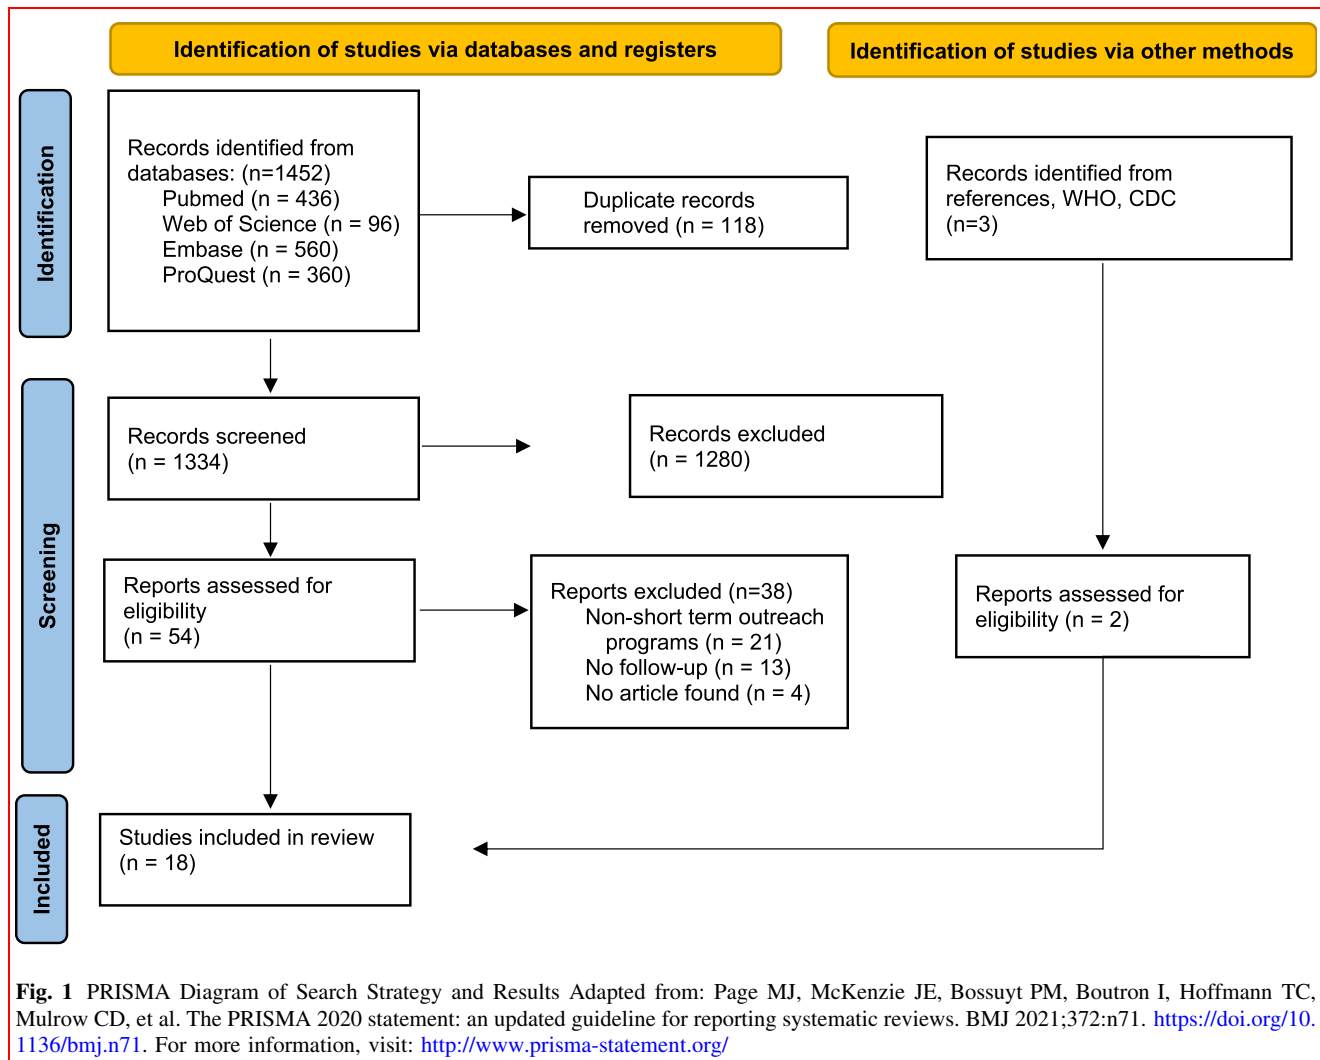 Identification of studies via databases and registers
Identification of studies via other methods
Identification
Records identified from
databases: (n=1452)
Pubmed (n = 436)
Web of Science (n = 96)
Embase (n = 560)
ProQuest (n = 360)
Duplicate records
removed (n = 118)
Records identified from
references, WHO, CDC
(n=3)
Screening
Records screened
(n = 1334)
Records excluded
(n = 1280)
Reports assessed for
eligibility
(n = 54)
Reports excluded (n=38)
Non-short term outreach
programs (n = 21)
No follow-up (n = 13)
No article found (n = 4)
Reports assessed for
eligibility (n = 2)
Included
Studies included in review
(n = 18)
Fig. 1 PRISMA Diagram of Search Strategy and Results Adapted from: Page MJ, McKenzie JE, Bossuyt PM, Boutron I, Hoffmann TC,
Mulrow CD, et al. The PRISMA 2020 statement: an updated guideline for reporting systematic reviews. BMJ 2021;372:n71. https://doi.org/10.
1136/bmj.n71. For more information, visit: http://www.prisma-statement.org/